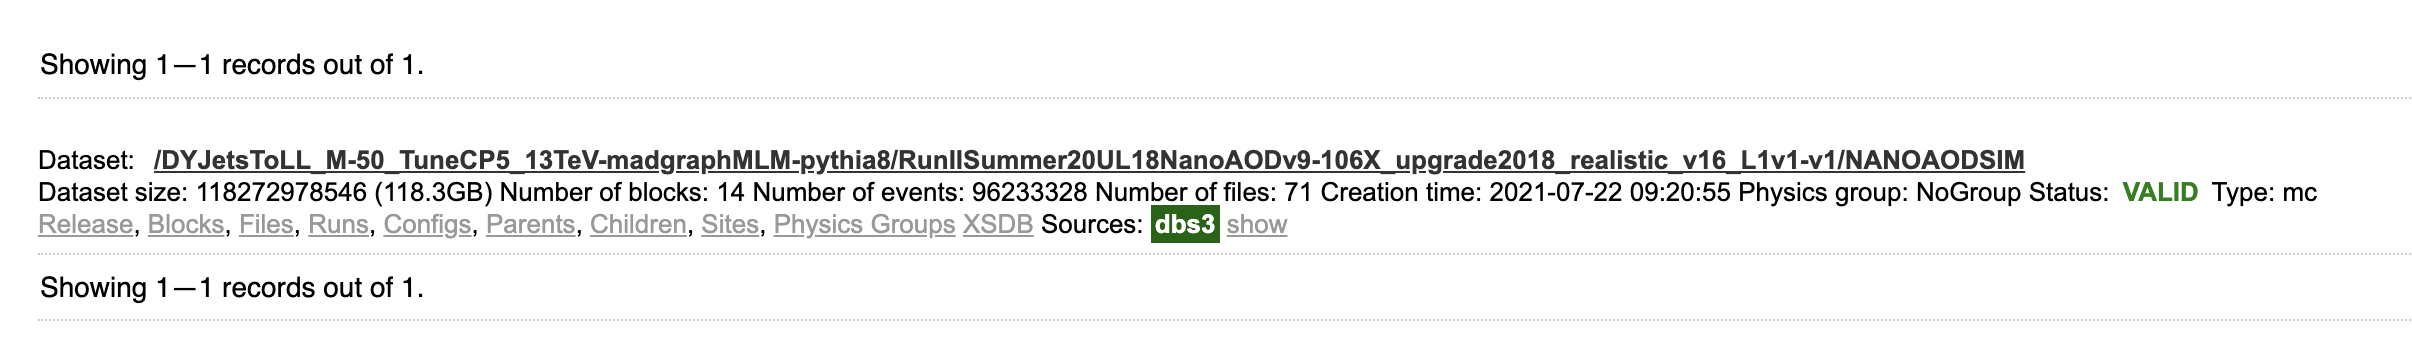 Showing 1—1 records out of 1.
Dataset: /DYJetsToLL_M-50_TuneCP5_13TeV-madgraphMLM-pythia8/RunIISummer20UL18NanoAODv9-106X_upgrade2018_realistic_v16_L1v1-v1/NANOAODSIM
Dataset size: 118272978546 (118.3GB) Number of blocks: 14 Number of events: 96233328 Number of files: 71 Creation time: 2021-07-22 09:20:55 Physics group: NoGroup Status: VALID Type: mc
Release, Blocks, Files, Runs, Configs, Parents, Children, Sites, Physics Groups XSDB Sources: dbs3 show
Showing 1—1 records out of 1.